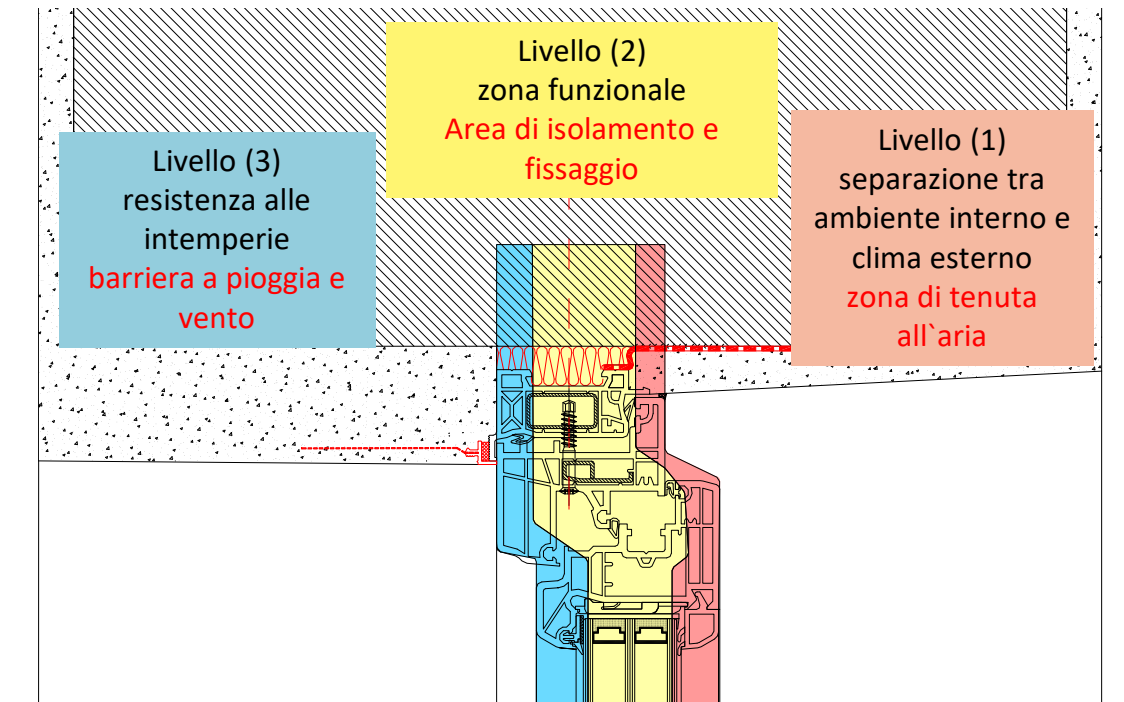 Livello (3)
resistenza alle
intemperie
barriera a pioggia e
vento
Livello (2)
zona funzionale
Area di isolamento e
fissaggio
Livello (1)
separazione tra
ambiente interno e
clima esterno
zona di tenuta
all`aria